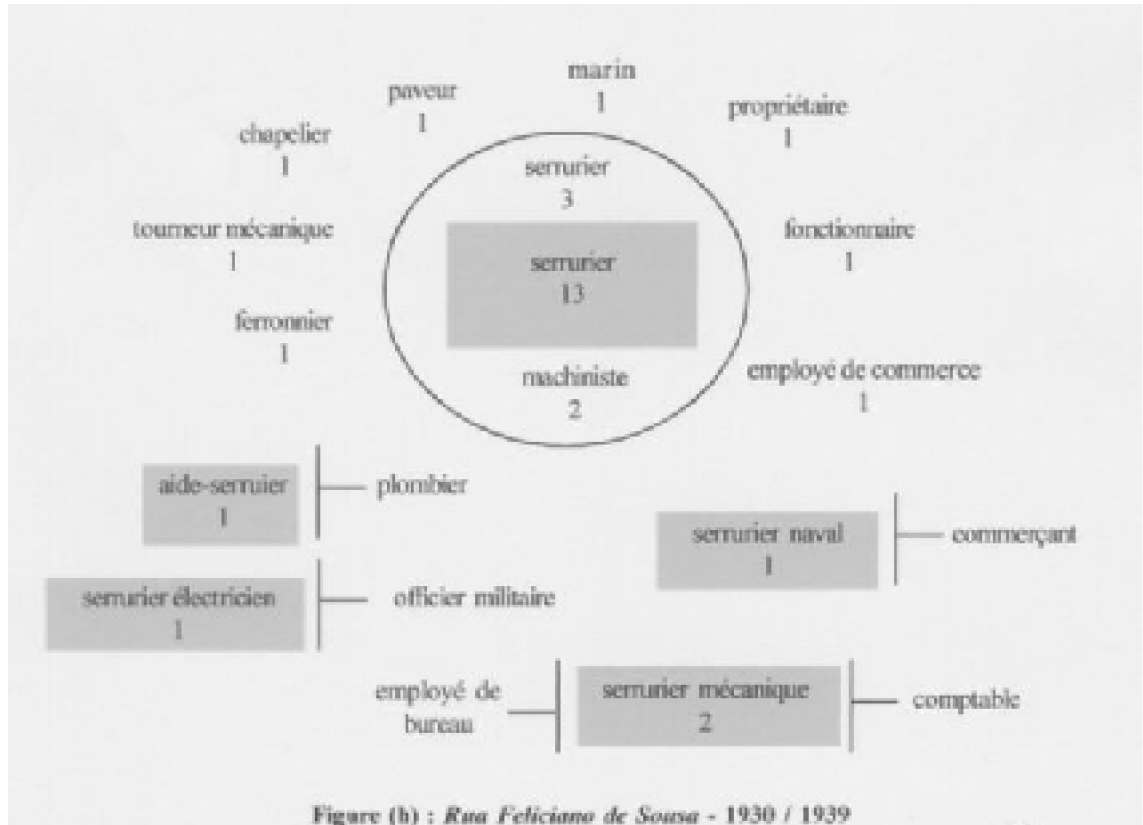 marin
1
paveur
1
propriétaire
1
chapelier
1
serrurier
3
tourneur mécanique
1
fonctionnaire
1
serrurier
13
ferronnier
1
machiniste
2
employé de commerce
1
aide-serruier
1
plombier
serrurier naval
1
commerçant
serrurier électricien
1
officier militaire
employé de
bureau
serrurier mécanique
2
comptable
Figure (h) : Rua Feliciano de Sousa - 1930 / 1939